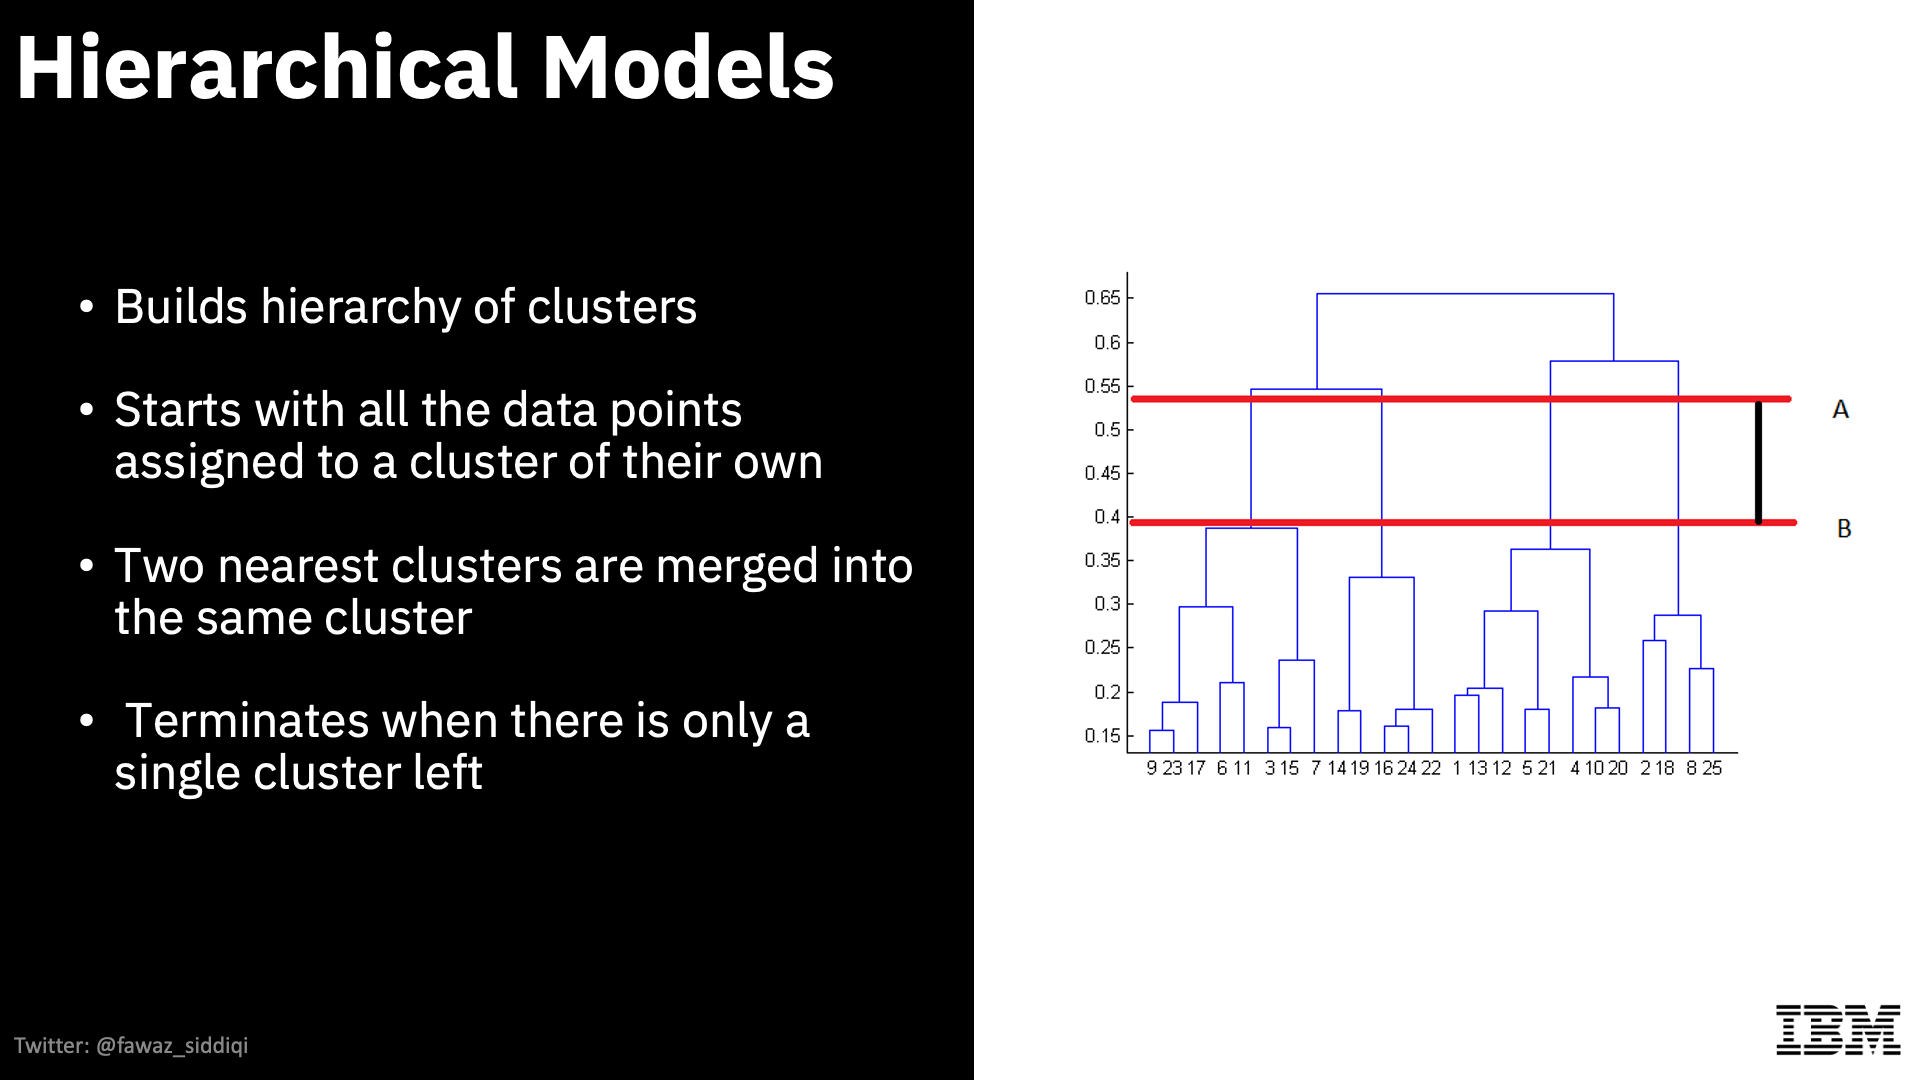 Hierarchical Models
• Builds hierarchy of clusters
• Starts with all the data points
assigned to a cluster of their own
• Two nearest clusters are merged into
the same cluster
• Terminates when there is only a
single cluster left
Twitter: @fawaz_siddiqi
0.65
0.6
0.55
A
0.5
0.45
0.4
B
0.35
0.3
0.25
0.2
0.15
9 23 17 6 11 3 15 7 14 19 16 24 22 1 13 12 5 21 4 10 20 2 18 8 25
IBM